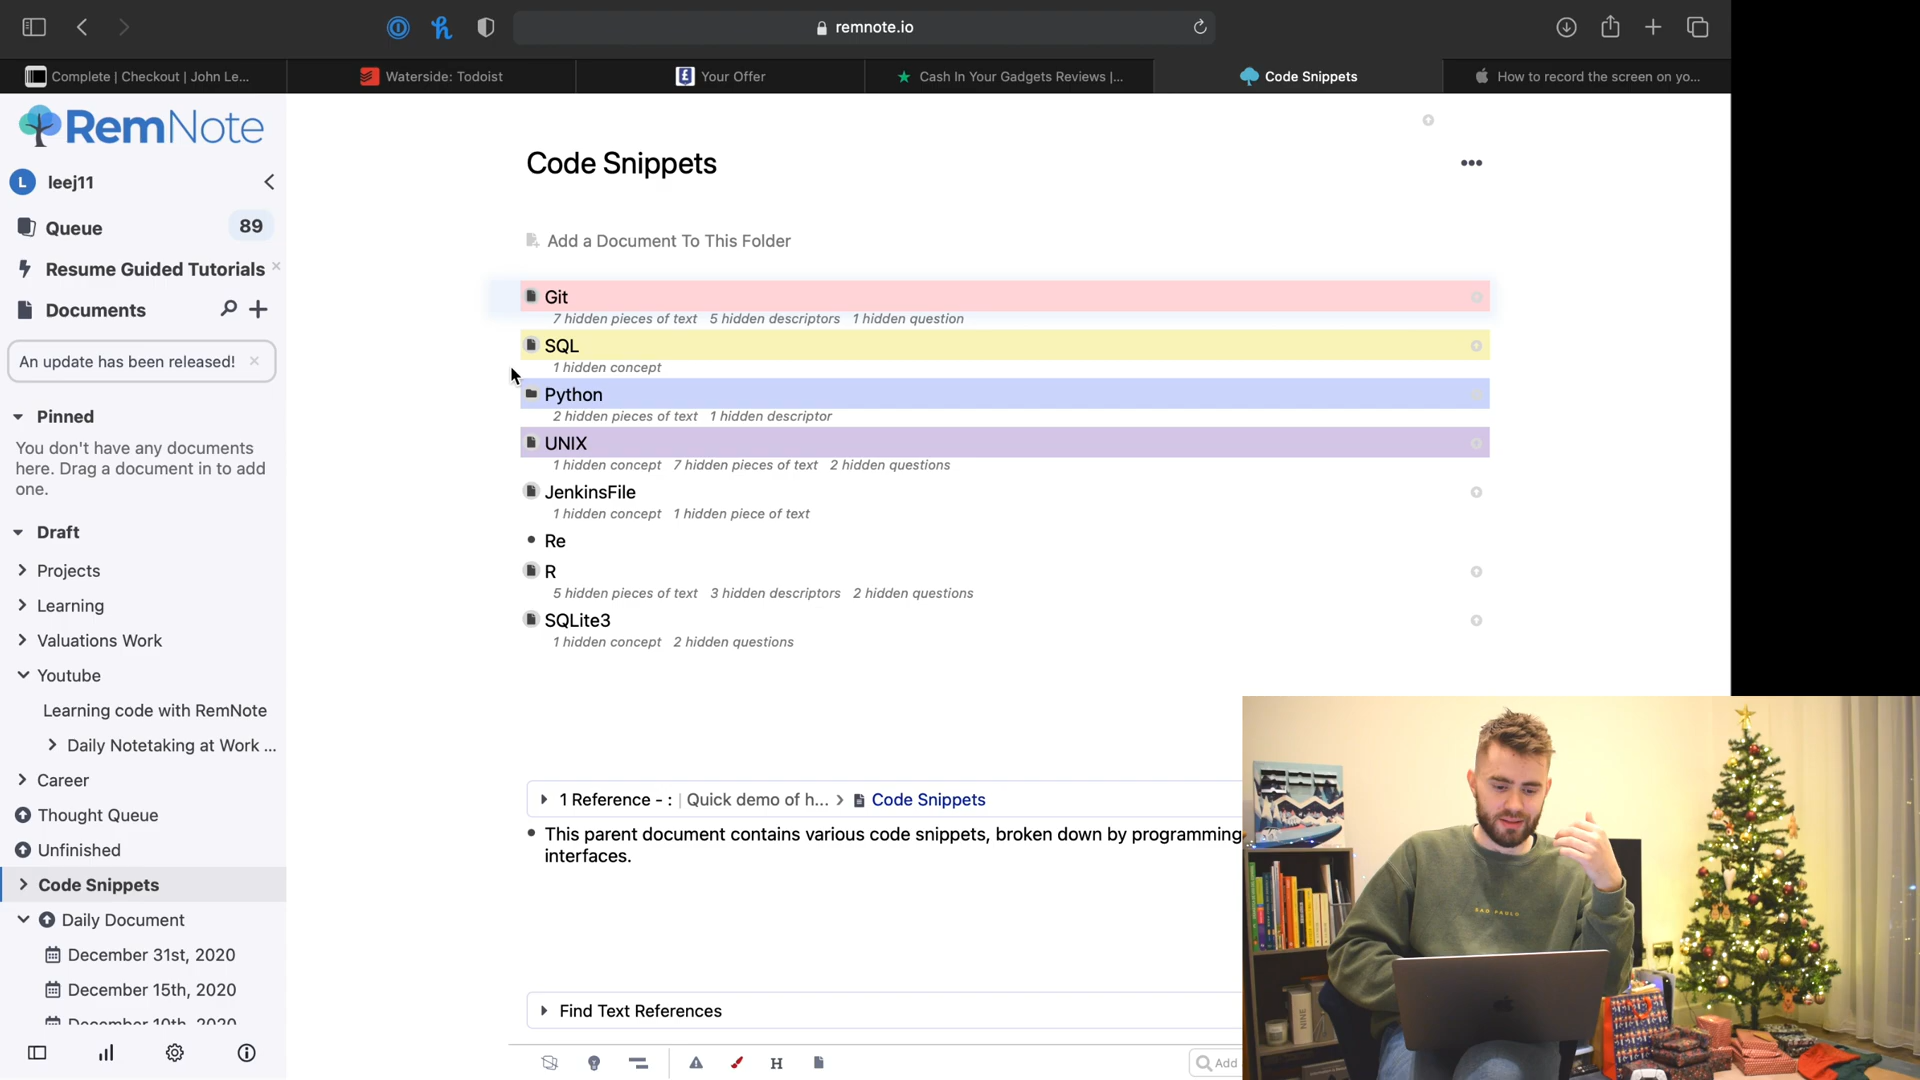 remnote.io
Complete | Checkout | John Le...
Waterside: Todoist
Your Offer
Cash In Your Gadgets Reviews |...
Code Snippets
How to record the screen on yo...
RemNote
L leej11
Queue 89
Resume Guided Tutorials
Documents
An update has been released!
Pinned
You don't have any documents
here. Drag a document in to add
one.
Draft
Projects
Learning
Valuations Work
Youtube
Learning code with RemNote
Daily Notetaking at Work ...
Career
Thought Queue
Unfinished
Code Snippets
Daily Document
December 31st, 2020
December 15th, 2020
December 10th, 2020
Code Snippets
Add a Document To This Folder
Git
7 hidden pieces of text 5 hidden descriptors 1 hidden question
SQL
1 hidden concept
Python
2 hidden pieces of text 1 hidden descriptor
UNIX
1 hidden concept 7 hidden pieces of text 2 hidden questions
JenkinsFile
1 hidden concept 1 hidden piece of text
Re
R
5 hidden pieces of text 3 hidden descriptors 2 hidden questions
SQLite3
1 hidden concept 2 hidden questions
1 Reference - : | Quick demo of h... > Code Snippets
This parent document contains various code snippets, broken down by programming
interfaces.
Find Text References
H
Add
SAO PAULO
NINE